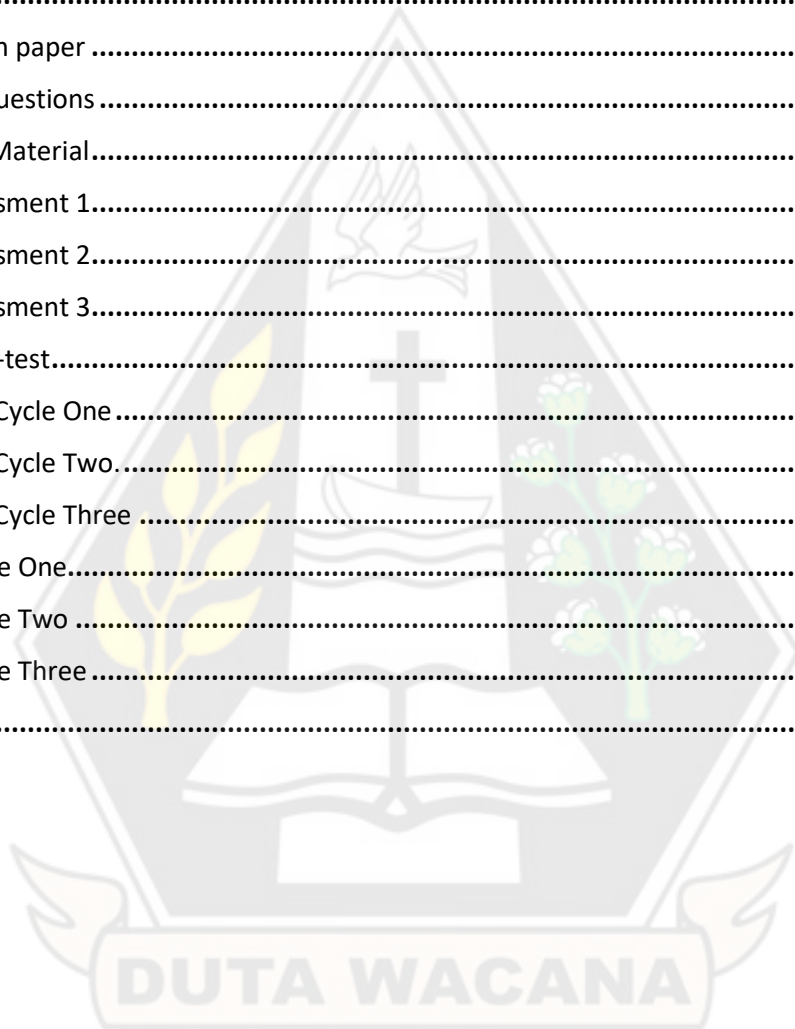 ................................................................................
n paper ................................................................................
uestions ................................................................................
Material................................................................................
sment 1................................................................................
sment 2................................................................................
sment 3................................................................................
-test................................................................................
Cycle One ................................................................................
Cycle Two. ................................................................................
Cycle Three ................................................................................
e One................................................................................
e Two ................................................................................
e Three ................................................................................
................................................................................
DUTA WACANA